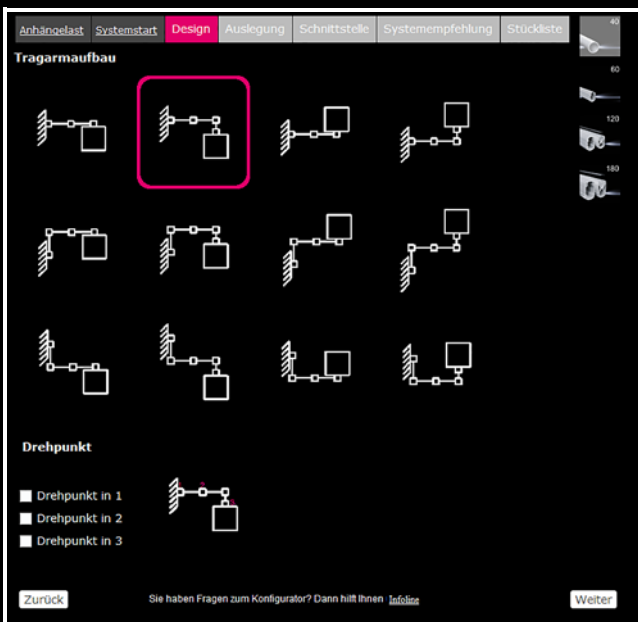 Anhängelast Systemstart Design Auslegung Schnittstelle Systemempfehlung Stückliste
40
Tragarmaufbau
60
120
180
Drehpunkt
Drehpunkt in 1
Drehpunkt in 2
Drehpunkt in 3
Zurück Sie haben Fragen zum Konfigurator? Dann hilft Ihnen Infoline Weiter